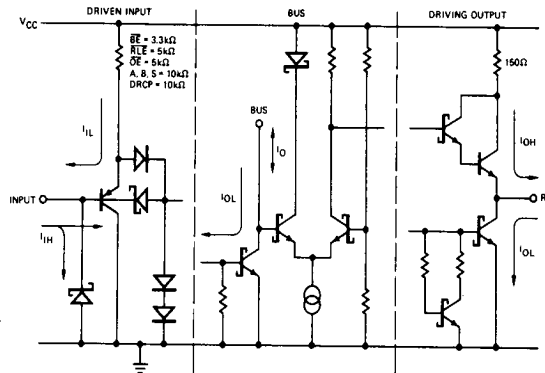 DRIVEN INPUT
BUS
DRIVING OUTPUT
VCC
BE = 3.3kΩ
RLE = 5kΩ
OE = 5kΩ
A, B, S = 10kΩ
DRCP = 10kΩ
150Ω
BUS
IIL
IO
IOH
INPUT
IOL
R
IIH
IOL